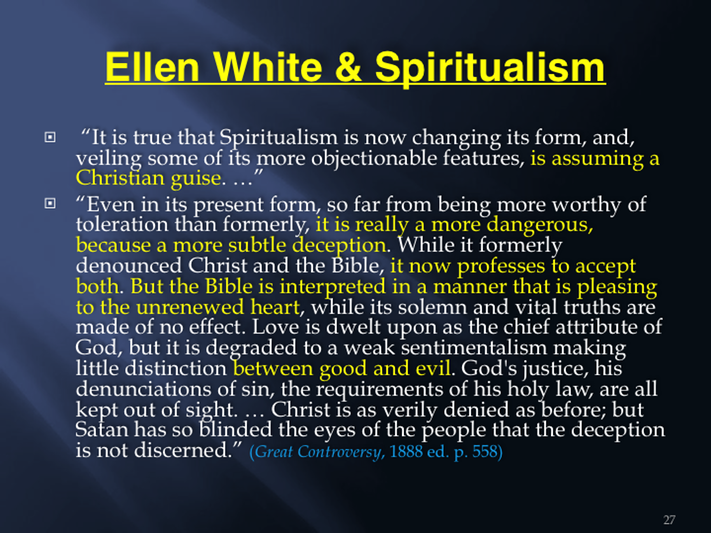 Ellen White & Spiritualism
“It is true that Spiritualism is now changing its form, and,
veiling some of its more objectionable features, is assuming a
Christian guise. …”
“Even in its present form, so far from being more worthy of
toleration than formerly, it is really a more dangerous,
because a more subtle deception. While it formerly
denounced Christ and the Bible, it now professes to accept
both. But the Bible is interpreted in a manner that is pleasing
to the unrenewed heart, while its solemn and vital truths are
made of no effect. Love is dwelt upon as the chief attribute of
God, but it is degraded to a weak sentimentalism making
little distinction between good and evil. God's justice, his
denunciations of sin, the requirements of his holy law, are all
kept out of sight. … Christ is as verily denied as before; but
Satan has so blinded the eyes of the people that the deception
is not discerned.” (Great Controversy, 1888 ed. p. 558)
27